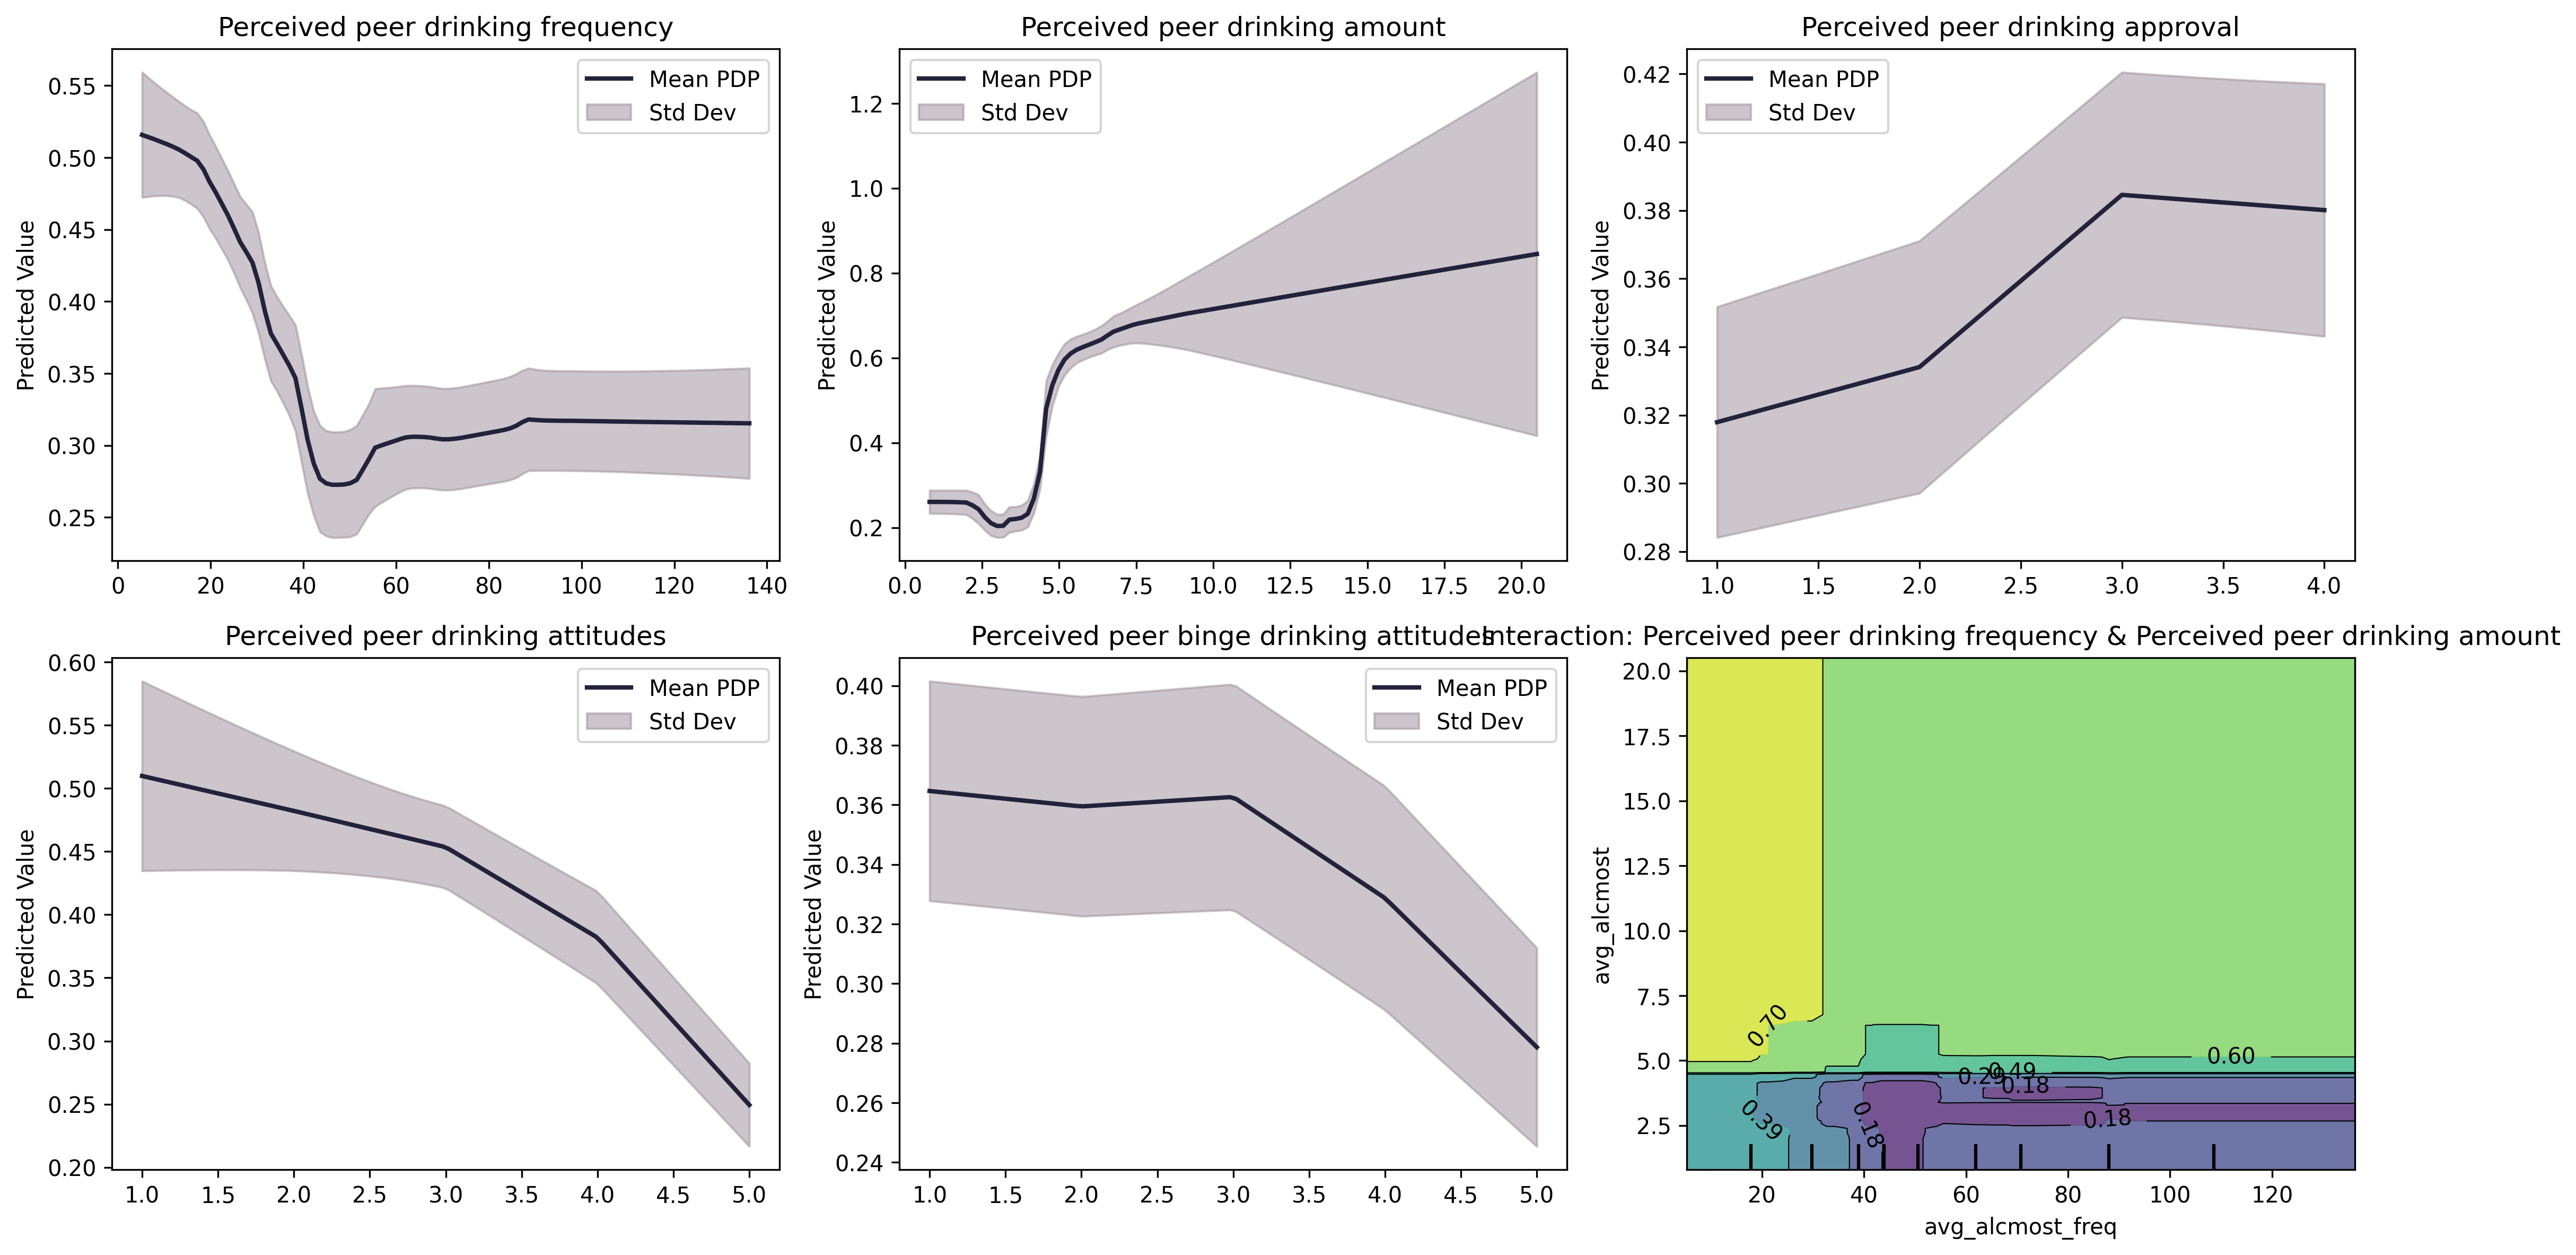 Perceived peer drinking frequency
Mean PDP
Std Dev
Predicted Value
0.55
0.50
0.45
0.40
0.35
0.30
0.25
0 20 40 60 80 100 120 140
Perceived peer drinking amount
Mean PDP
Std Dev
Predicted Value
1.2
1.0
0.8
0.6
0.4
0.2
0.0 2.5 5.0 7.5 10.0 12.5 15.0 17.5 20.0
Perceived peer drinking approval
Mean PDP
Std Dev
Predicted Value
0.42
0.40
0.38
0.36
0.34
0.32
0.30
0.28
1.0 1.5 2.0 2.5 3.0 3.5 4.0
Perceived peer drinking attitudes
Mean PDP
Std Dev
Predicted Value
0.60
0.55
0.50
0.45
0.40
0.35
0.30
0.25
0.20
1.0 1.5 2.0 2.5 3.0 3.5 4.0 4.5 5.0
Perceived peer binge drinking attitudes
Mean PDP
Std Dev
Predicted Value
0.40
0.38
0.36
0.34
0.32
0.30
0.28
0.26
0.24
1.0 1.5 2.0 2.5 3.0 3.5 4.0 4.5 5.0
Interaction: Perceived peer drinking frequency & Perceived peer drinking amount
avg_alcmost
20.0
17.5
15.0
12.5
10.0
7.5
5.0
2.5
0.70
0.60
0.49
0.29
0.18
0.39
0.18
0.18
20 40 60 80 100 120
avg_alcmost_freq